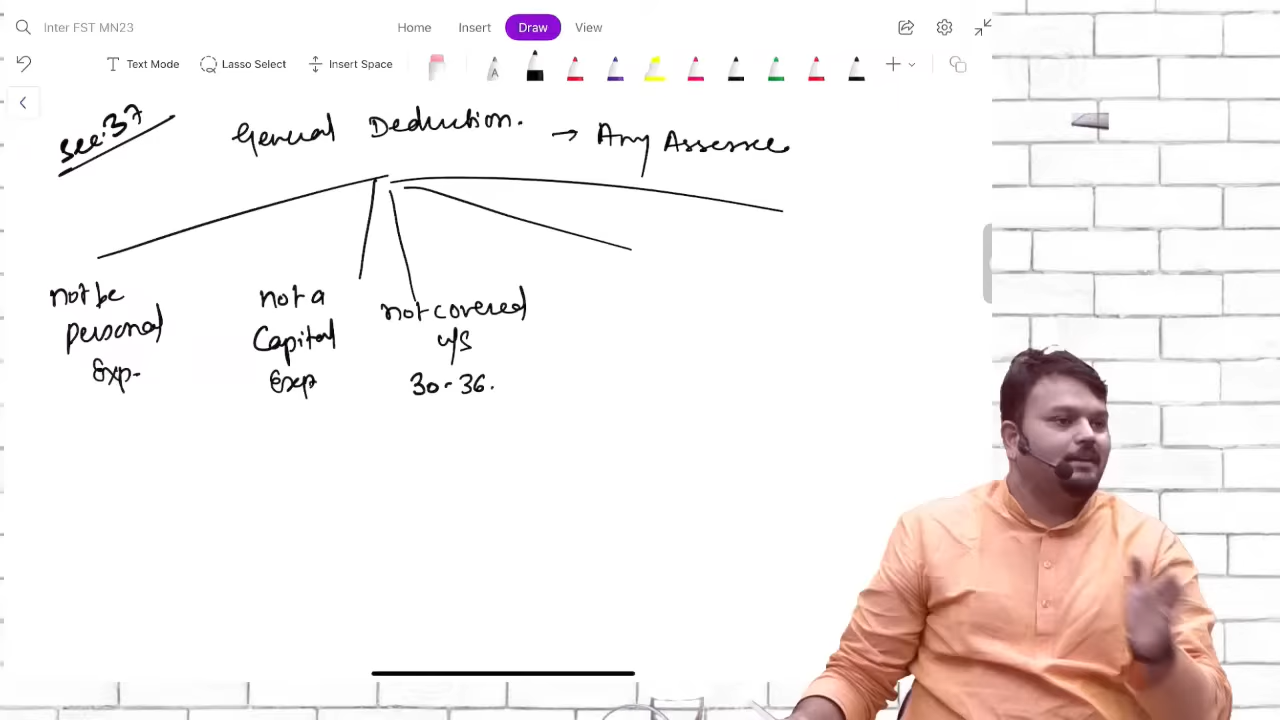 Inter FST MN23
Home
Insert
Draw
View
Text Mode
Lasso Select
Insert Space
Sec. 37
General Deduction. → Any Assessee
not be
personal
Exp.
not a
Capital
Exp
not covered
u/s
30-36.